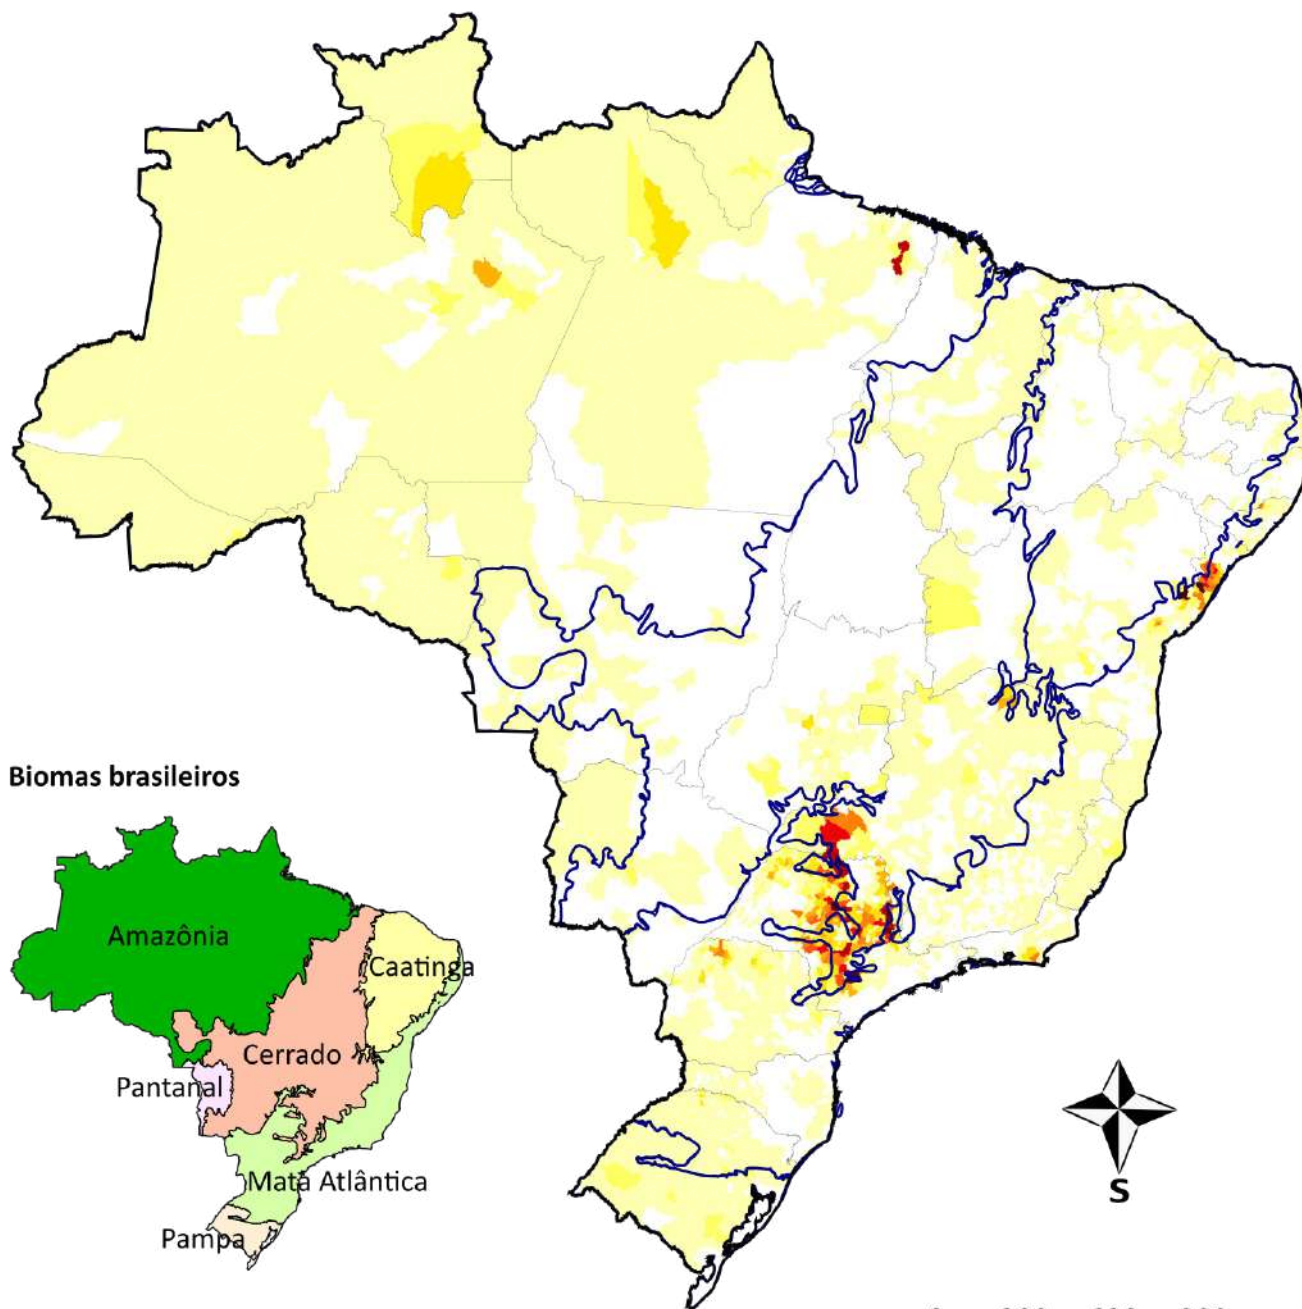 Biomas brasileiros
Amazônia
Caatinga
Cerrado
Pantanal
Mata Atlântica
Pampa
S